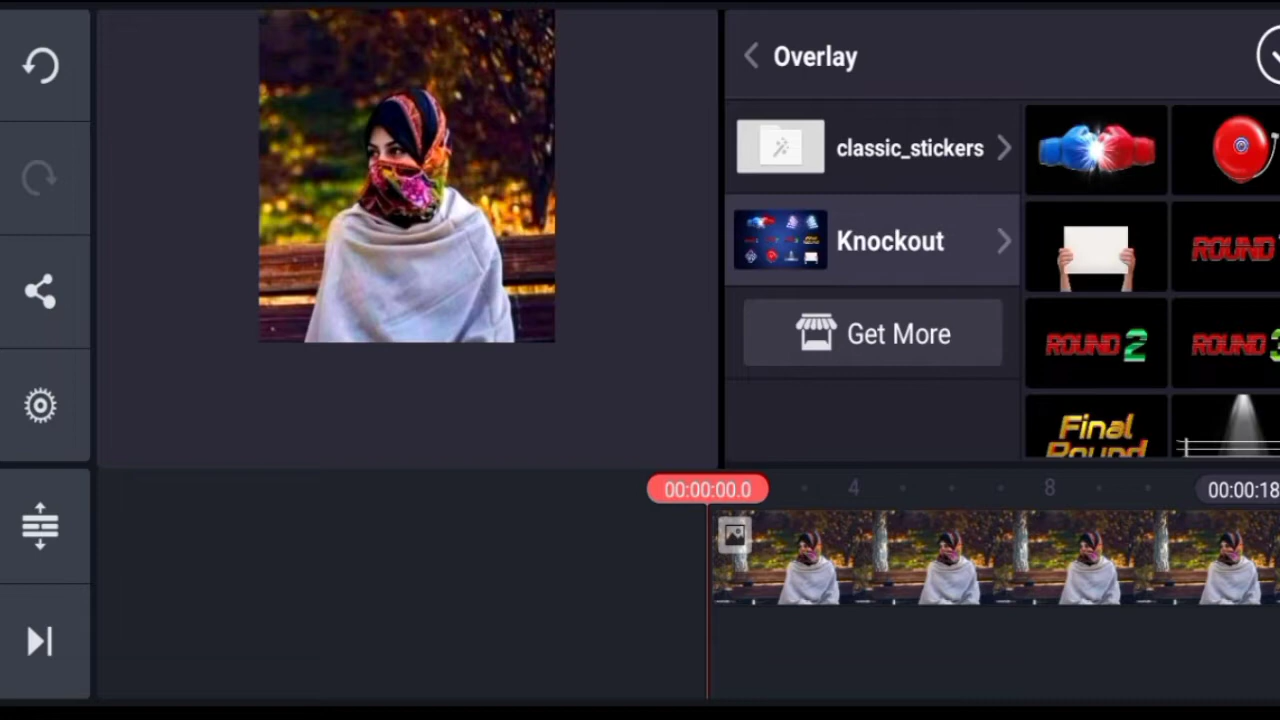 Overlay
classic_stickers
Knockout
Get More
ROUND
ROUND 2
ROUND 3
Final
Round
00:00:00.0
4
8
00:00:18